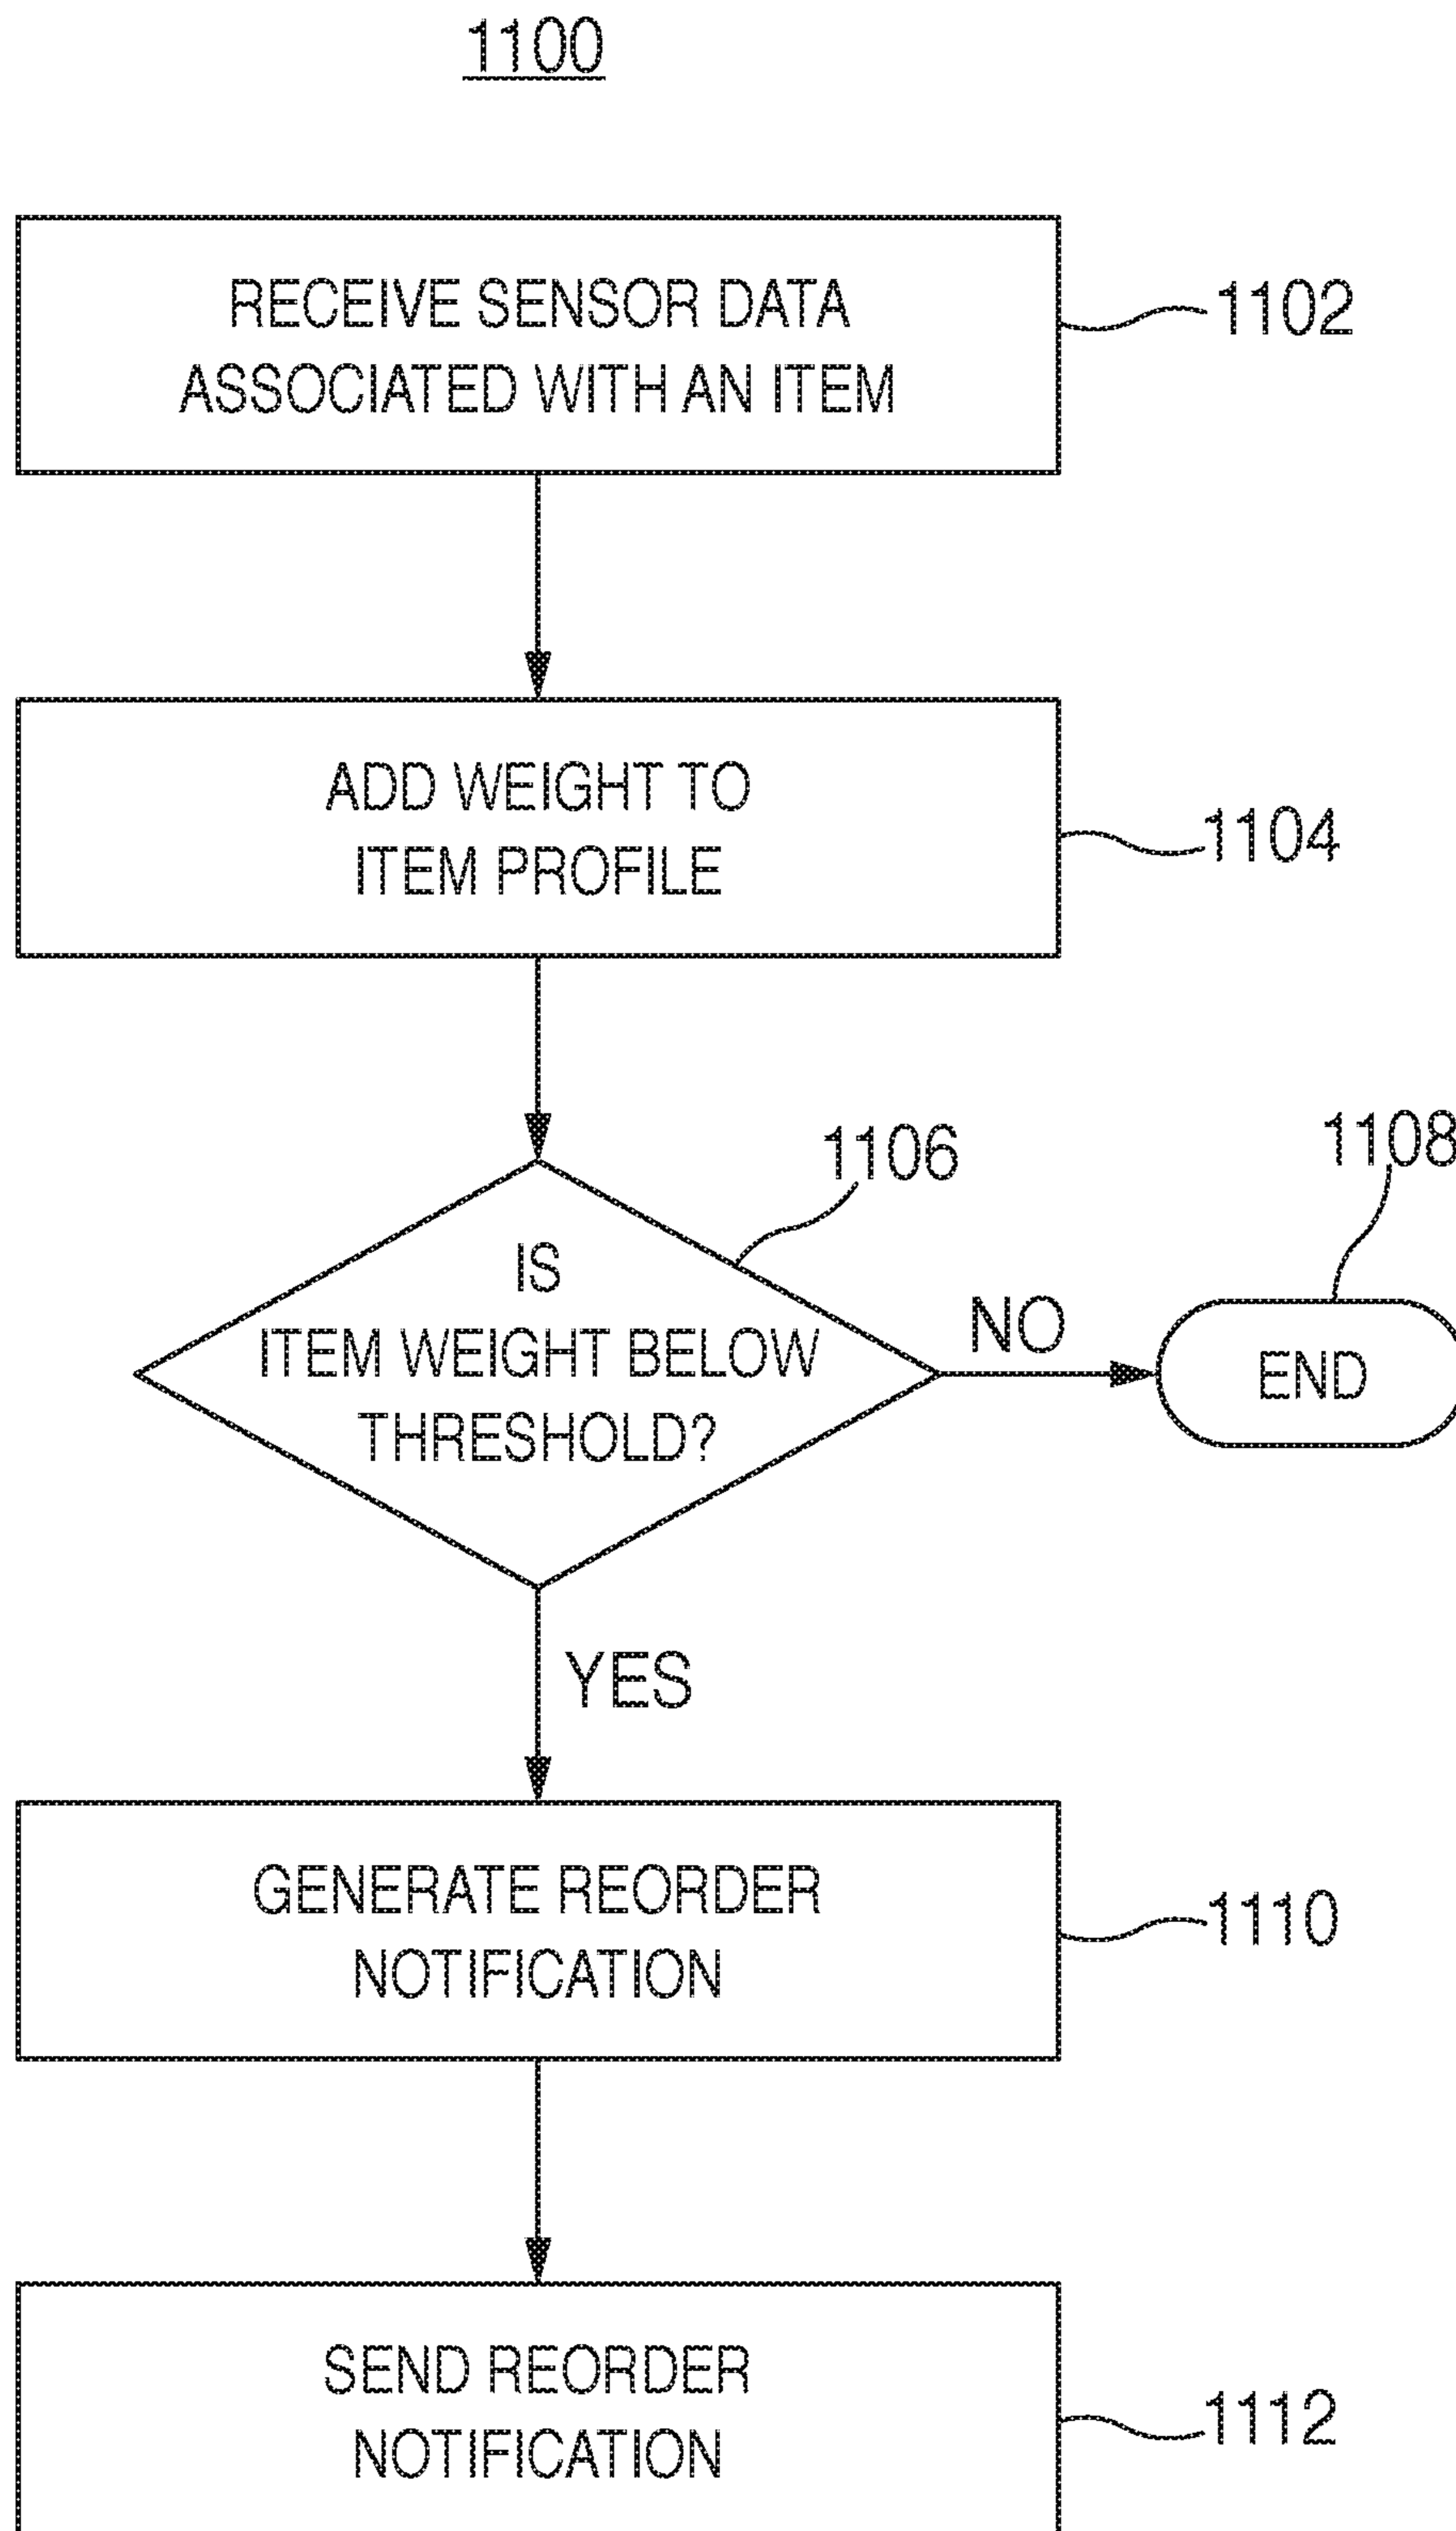 1100
RECEIVE SENSOR DATA
ASSOCIATED WITH AN ITEM
1102
ADD WEIGHT TO
ITEM PROFILE
1104
1106
1108
IS
ITEM WEIGHT BELOW
THRESHOLD?
NO
END
YES
GENERATE REORDER
NOTIFICATION
1110
SEND REORDER
NOTIFICATION
1112